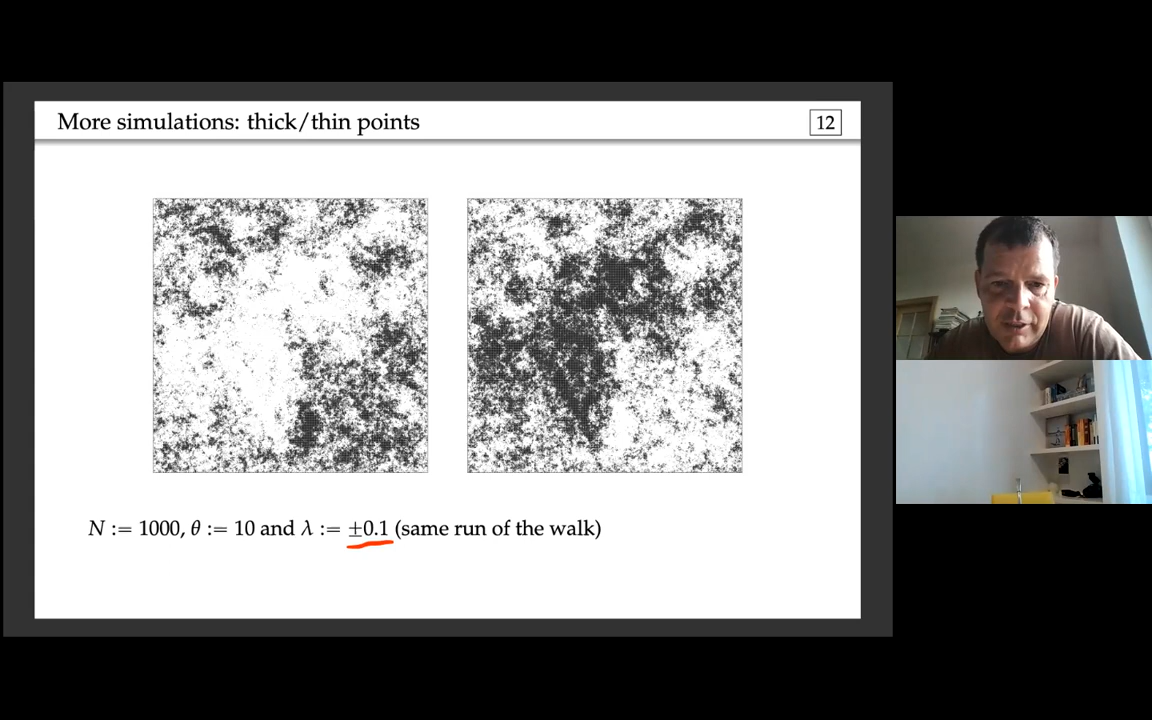 More simulations: thick/thin points
12
N := 1000, θ := 10 and λ := ±0.1 (same run of the walk)